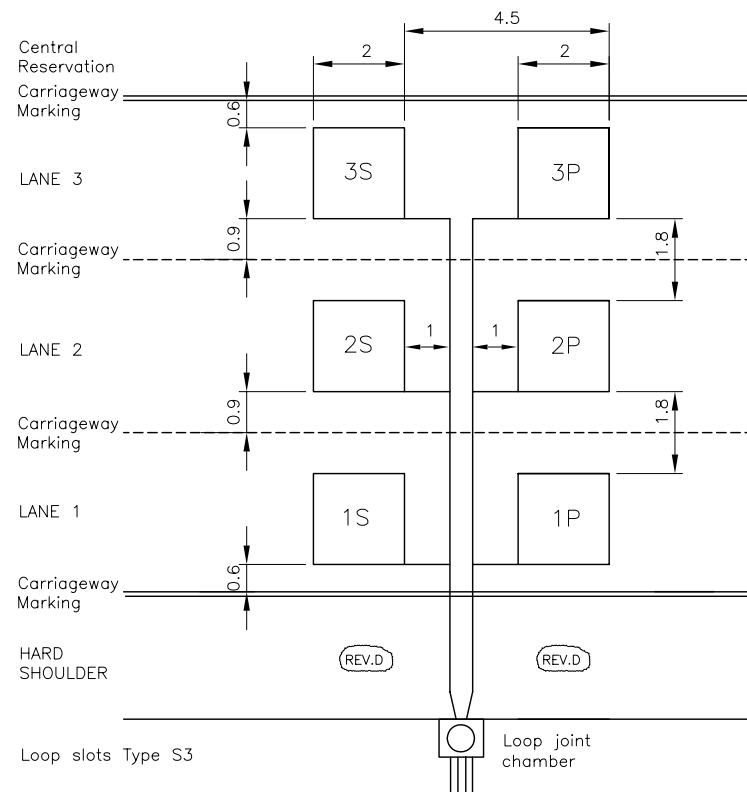 4.5
Central
Reservation
2
2
Carriageway
Marking
0.6
LANE 3
3S
3P
0.9
1.8
Carriageway
Marking
LANE 2
2S
1
1
2P
0.9
1.8
Carriageway
Marking
LANE 1
1S
1P
0.6
Carriageway
Marking
HARD
SHOULDER
REV.D
REV.D
Loop slots Type S3
Loop joint
chamber